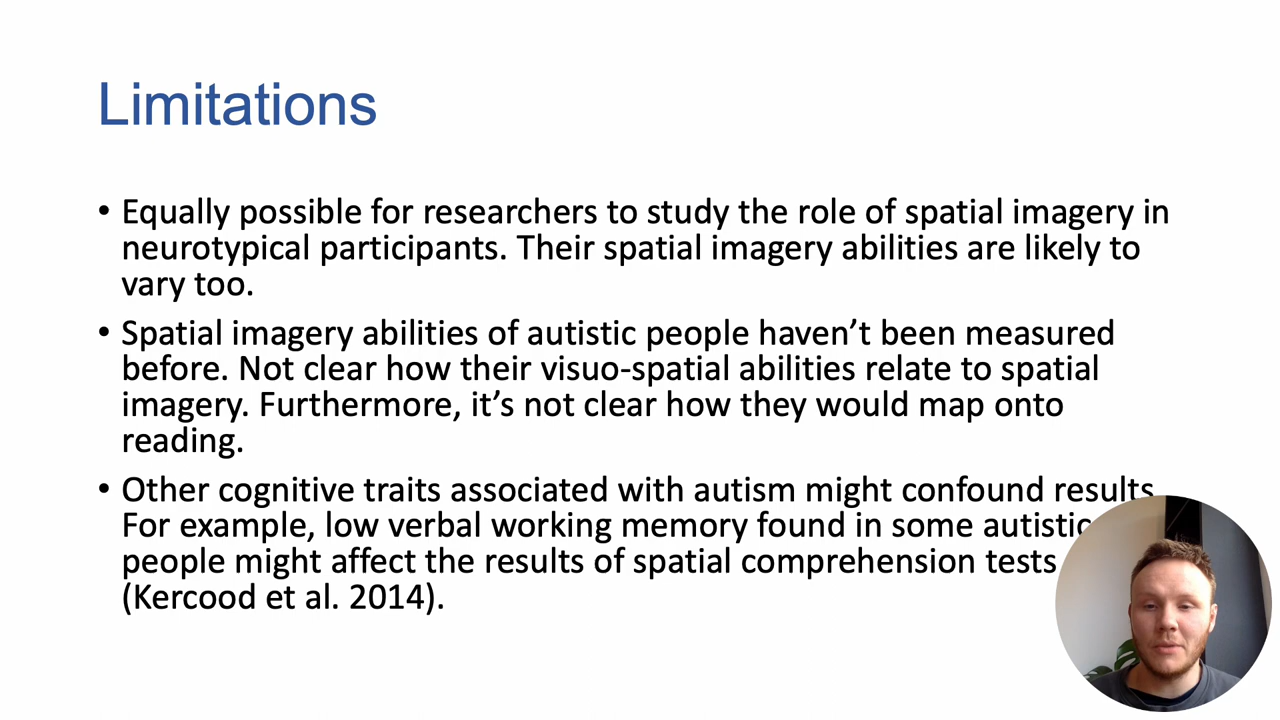 Limitations
• Equally possible for researchers to study the role of spatial imagery in
neurotypical participants. Their spatial imagery abilities are likely to
vary too.
• Spatial imagery abilities of autistic people haven’t been measured
before. Not clear how their visuo-spatial abilities relate to spatial
imagery. Furthermore, it’s not clear how they would map onto
reading.
• Other cognitive traits associated with autism might confound results.
For example, low verbal working memory found in some autistic
people might affect the results of spatial comprehension tests
(Kercood et al. 2014).